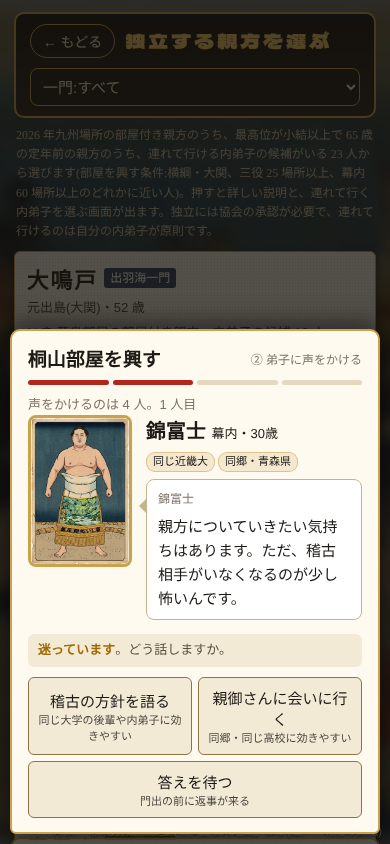 ← もどる
独立する親方を選ぶ
一門:すべて
2026 年九州場所の部屋付き親方のうち、最高位が小結以上で 65 歳
の定年前の親方のうち、連れて行ける内弟子の候補がいる 23 人か
ら選びます(部屋を興す条件:横綱・大関、三役 25 場所以上、幕内
60 場所以上のどれかに近い人)。押すと詳しい説明と、連れて行く
内弟子を選ぶ画面が出ます。独立には協会の承認が必要で、連れて
行けるのは自分の内弟子が原則です。
大鳴戸 出羽海一門
元出島(大関)・52 歳
桐山部屋を興す
② 弟子に声をかける
声をかけるのは 4 人。1 人目
錦富士 幕内・30歳
同じ近畿大 同郷・青森県
錦富士
親方についていきたい気持
ちはあります。ただ、稽古
相手がいなくなるのが少し
怖いんです。
迷っています。どう話しますか。
稽古の方針を語る
同じ大学の後輩や内弟子に効
きやすい
親御さんに会いに行
く
同郷・同じ高校に効きやすい
答えを待つ
門出の前に返事が来る